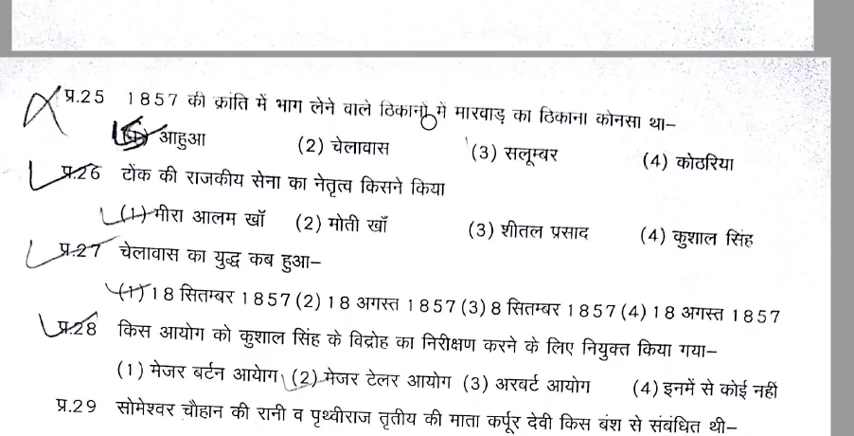 प्र.25 1857 की क्रांति में भाग लेने वाले ठिकानों में मारवाड़ का ठिकाना कोनसा था–
(1) आहुआ (2) चेलावास (3) सलूम्बर (4) कोठरिया
प्र.26 टोंक की राजकीय सेना का नेतृत्व किसने किया
(1) मीरा आलम खाॅं (2) मोती खाॅं (3) शीतल प्रसाद (4) कुशाल सिंह
प्र.27 चेलावास का युद्ध कब हुआ–
(1) 18 सितम्बर 1857 (2) 18 अगस्त 1857 (3) 8 सितम्बर 1857 (4) 18 अगस्त 1857
प्र.28 किस आयोग को कुशाल सिंह के विद्रोह का निरीक्षण करने के लिए नियुक्त किया गया–
(1) मेजर बर्टन आयेाग (2) मेजर टेलर आयोग (3) अरवर्ट आयोग (4) इनमें से कोई नहीं
प्र.29 सोमेश्वर चौहान की रानी व पृथ्वीराज तृतीय की माता कर्पूर देवी किस बंश से संबंधित थी–